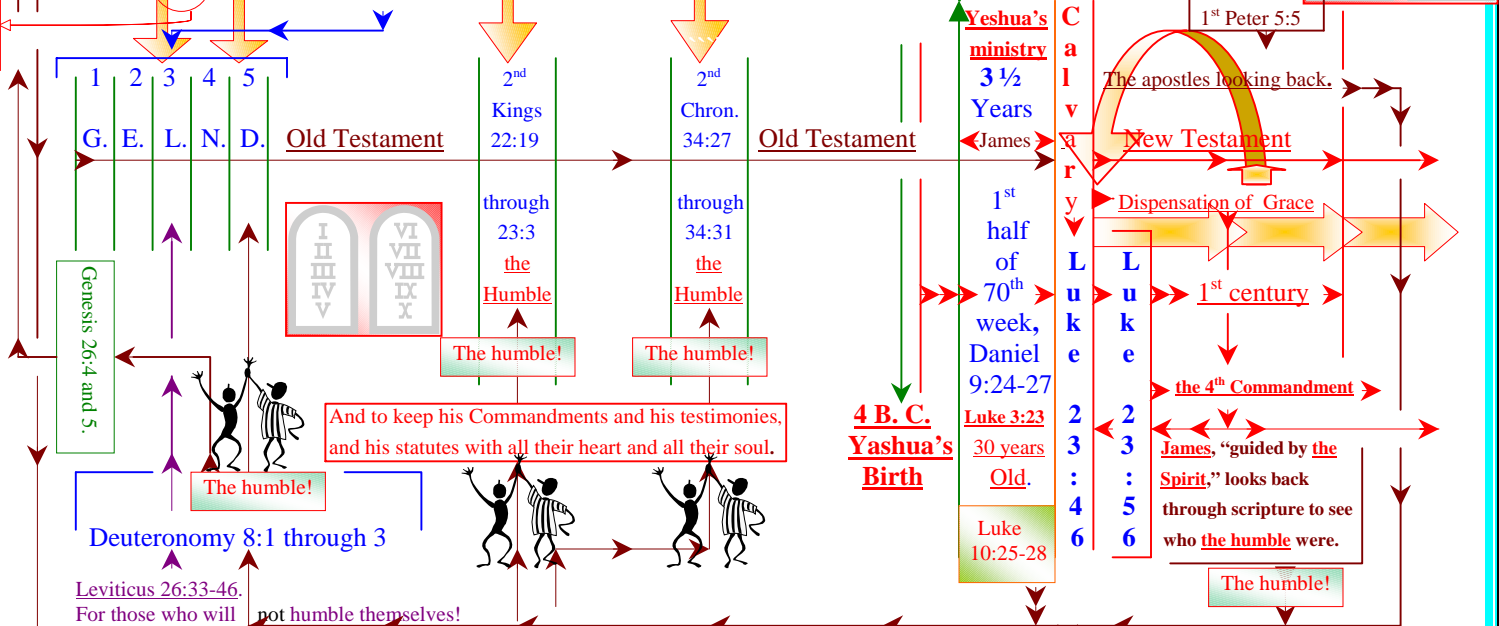 1st Peter 5:5
Yeshua's
ministry
3 ½
Years
James
C
a
l
v
a
r
y
The apostles looking back.
1 2 3 4 5
G. E. L. N. D.
Old Testament
2nd
Kings
22:19
through
23:3
the
Humble
The humble!
2nd
Chron.
34:27
through
34:31
the
Humble
The humble!
Old Testament
New Testament
Dispensation of Grace
I
II
III
IV
V
VI
VII
VIII
IX
X
Genesis 26:4 and 5.
1st
half
of
70th
week,
Daniel
9:24-27
Luke 3:23
30 years
Old.
Luke
10:25-28
L
u
k
e
2
3
:
4
6
L
u
k
e
2
3
:
5
6
1st century
the 4th Commandment
And to keep his Commandments and his testimonies,
and his statutes with all their heart and all their soul.
4 B. C.
Yashua's
Birth
James, “guided by the
Spirit,” looks back
through scripture to see
who the humble were.
The humble!
The humble!
Deuteronomy 8:1 through 3
Leviticus 26:33-46.
For those who will not humble themselves!